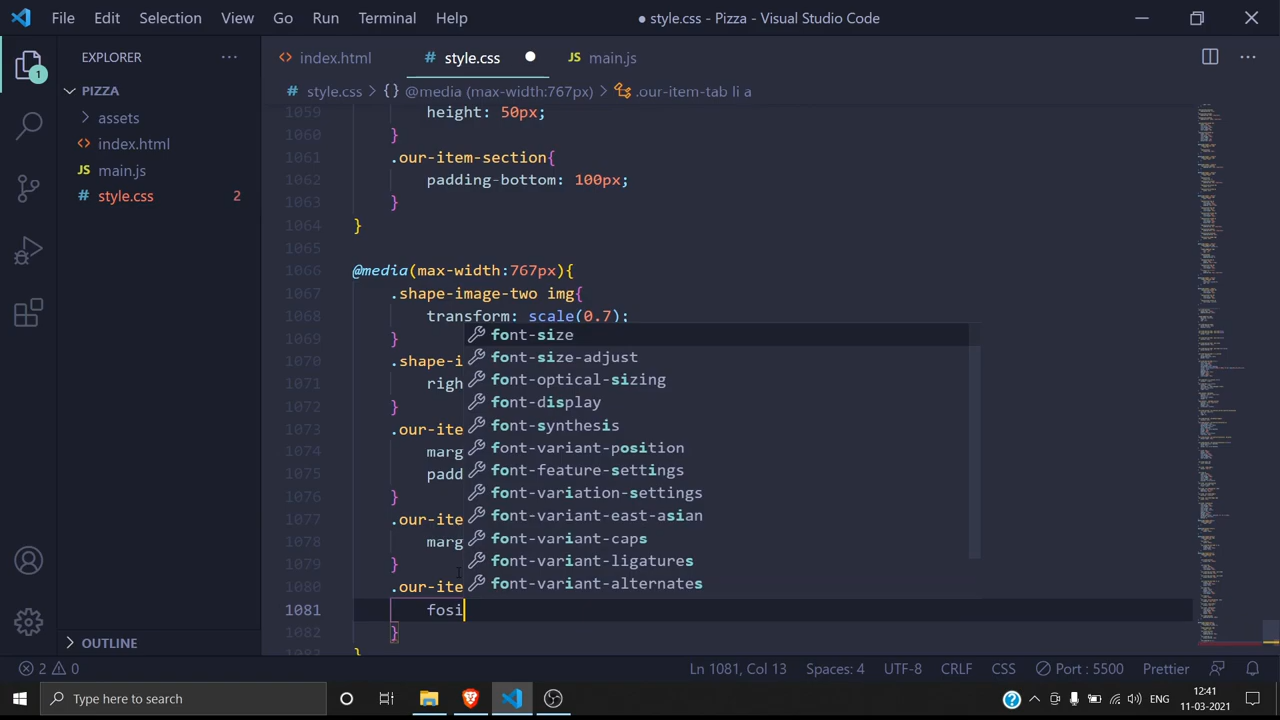 File Edit Selection View Go Run Terminal Help
● style.css - Pizza - Visual Studio Code
EXPLORER ···
<> index.html
# style.css
JS main.js
# style.css > {} @media (max-width:767px) > .our-item-tab li a
1
PIZZA
assets
<> index.html
JS main.js
# style.css 2
1059 height: 50px;
1060 }
1061 .our-item-section{
1062 padding-bottom: 100px;
1063 }
1064 }
1065
1066 @media(max-width:767px){
1067 .shape-image-two img{
1068 transform: scale(0.7);
1069 }
1070 .shape-i
1071 righ
1072 }
1073 .our-ite
1074 marg
1075 padd
1076 }
1077 .our-ite
1078 marg
1079 }
1080 .our-ite
1081 fosi
1082 }
}
font-size
font-size-adjust
font-optical-sizing
font-display
font-synthesis
font-variant-position
font-feature-settings
font-variation-settings
font-variant-east-asian
font-variant-caps
font-variant-ligatures
font-variant-alternates
OUTLINE
2 0
Ln 1081, Col 13 Spaces: 4 UTF-8 CRLF CSS Port : 5500 Prettier
Type here to search
ENG
12:41
11-03-2021